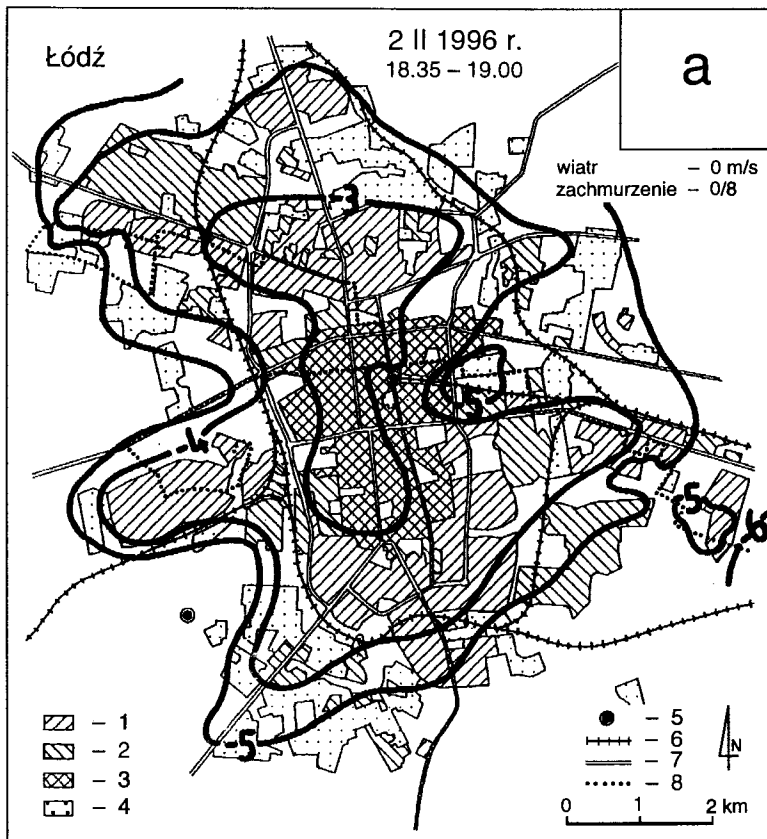 Łódź
2 II 1996 r.
18.35 – 19.00
a
wiatr – 0 m/s
zachmurzenie – 0/8
-3
-5
-4
5
-6
-5
– 1
– 2
– 3
– 4
– 5
– 6
– 7
– 8
N
0 1 2 km